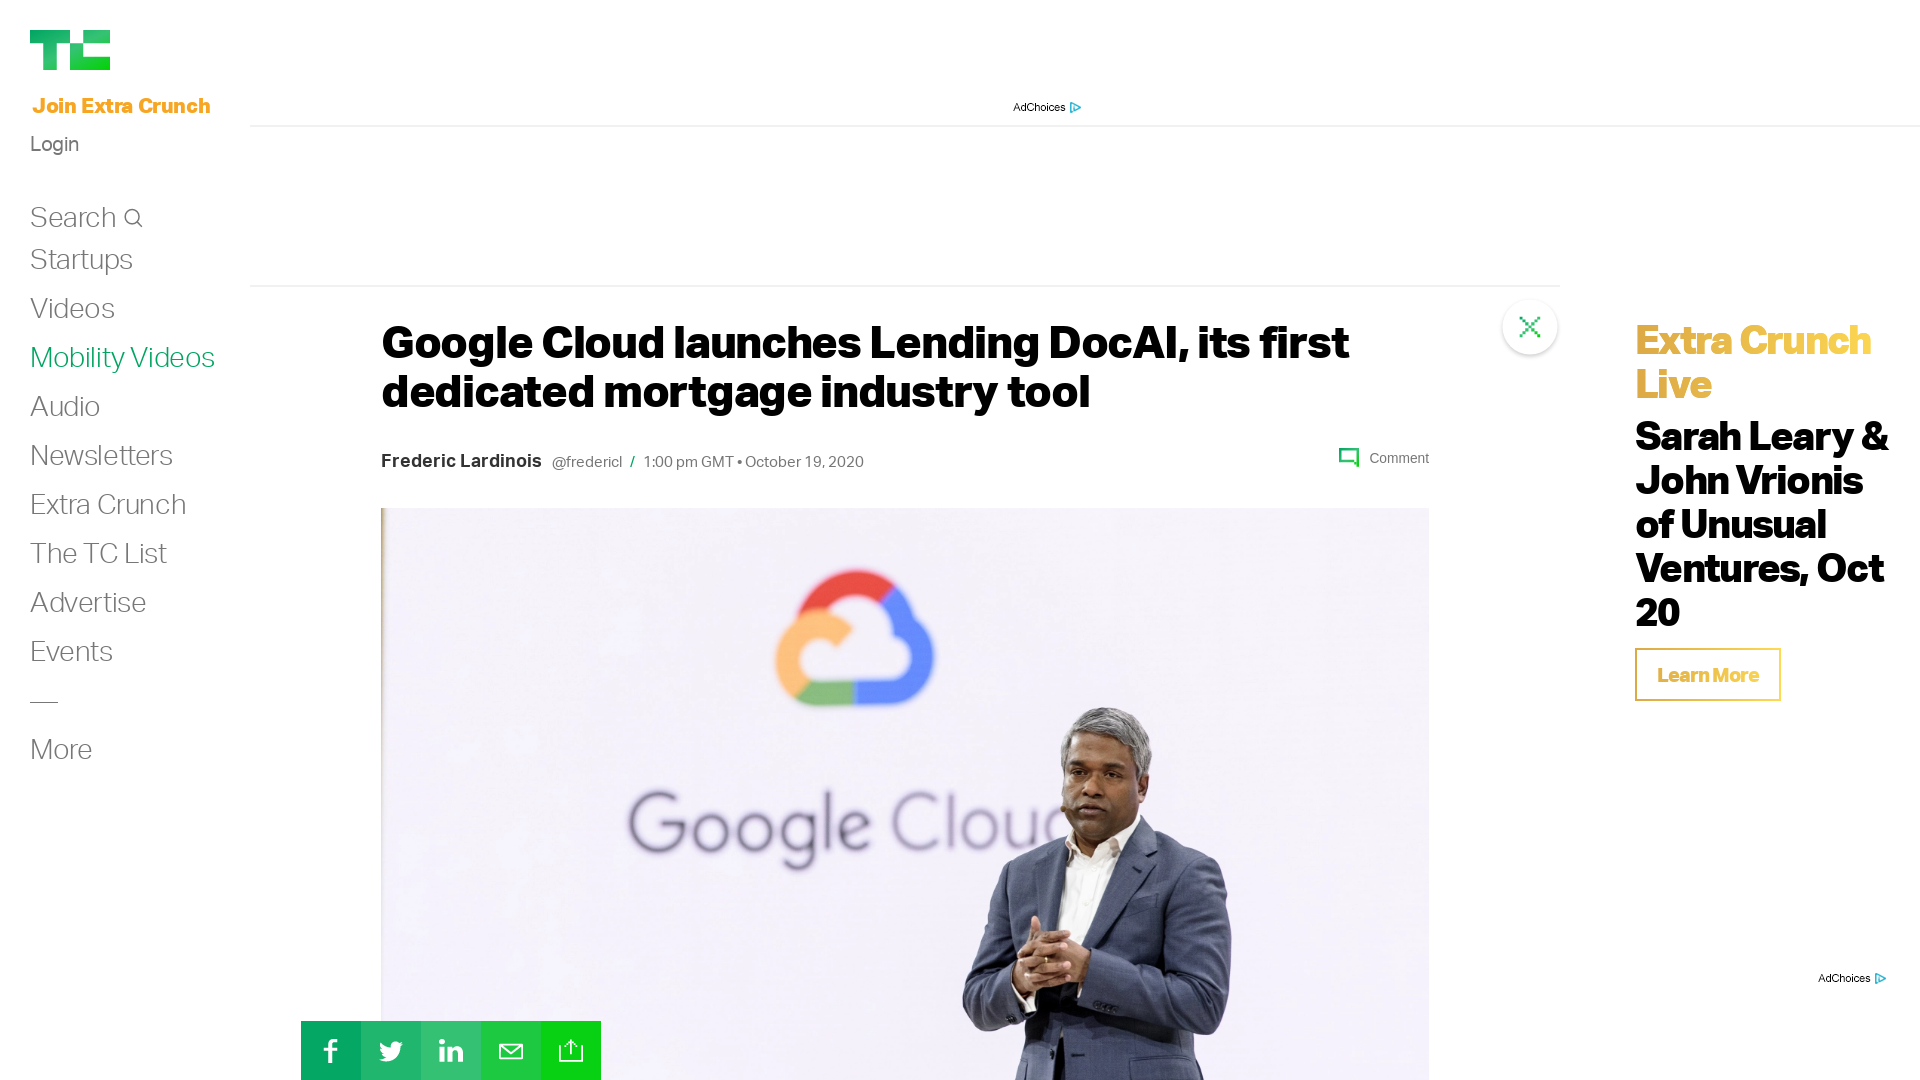 TC
Join Extra Crunch
Login
Search
Startups
Videos
Mobility Videos
Audio
Newsletters
Extra Crunch
The TC List
Advertise
Events
More
AdChoices
Google Cloud launches Lending DocAI, its first
dedicated mortgage industry tool
Frederic Lardinois @fredericl / 1:00 pm GMT • October 19, 2020
Comment
Google Cloud
Extra Crunch
Live
Sarah Leary &
John Vrionis
of Unusual
Ventures, Oct
20
Learn More
AdChoices